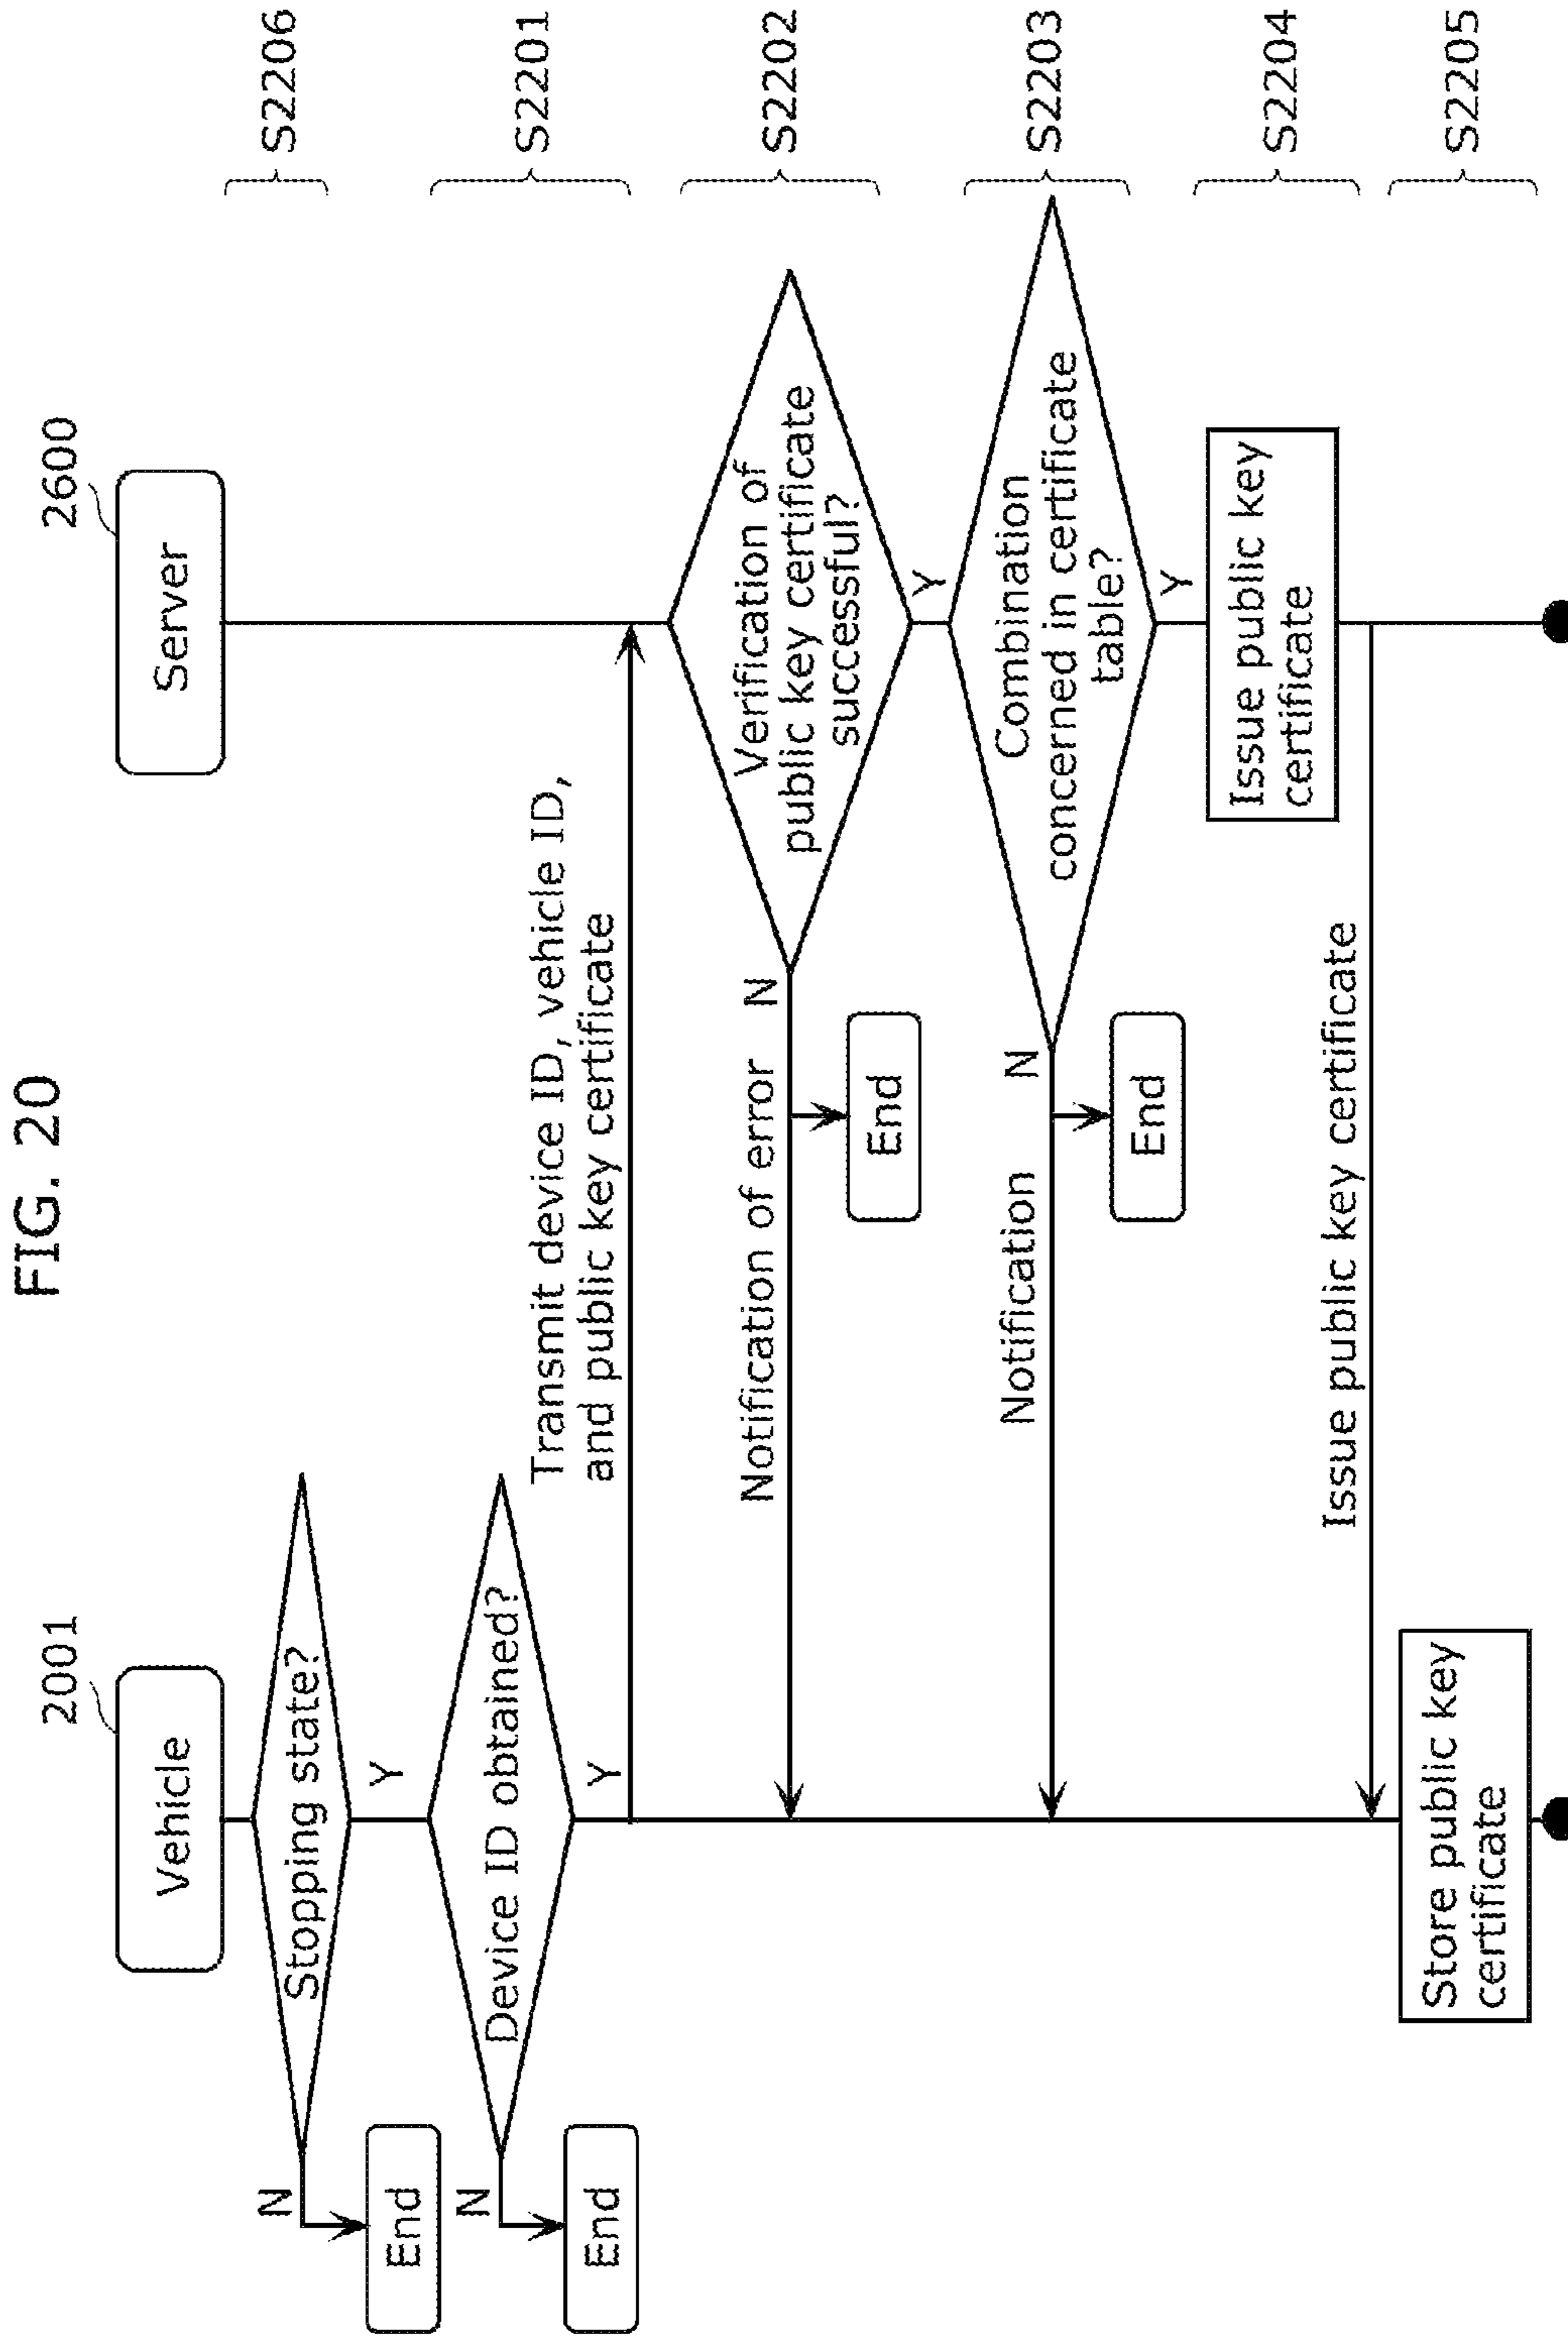 FIG. 20
2001
2600
Vehicle
Server
Stopping state?
N
Y
End
S2206
Device ID obtained?
N
Y
End
Transmit device ID, vehicle ID,
and public key certificate
S2201
Verification of
public key certificate
successful?
N
Y
Notification of error
End
S2202
Combination
concerned in certificate
table?
N
Y
Notification
End
S2203
Issue public key
certificate
Issue public key certificate
S2204
Store public key
certificate
S2205